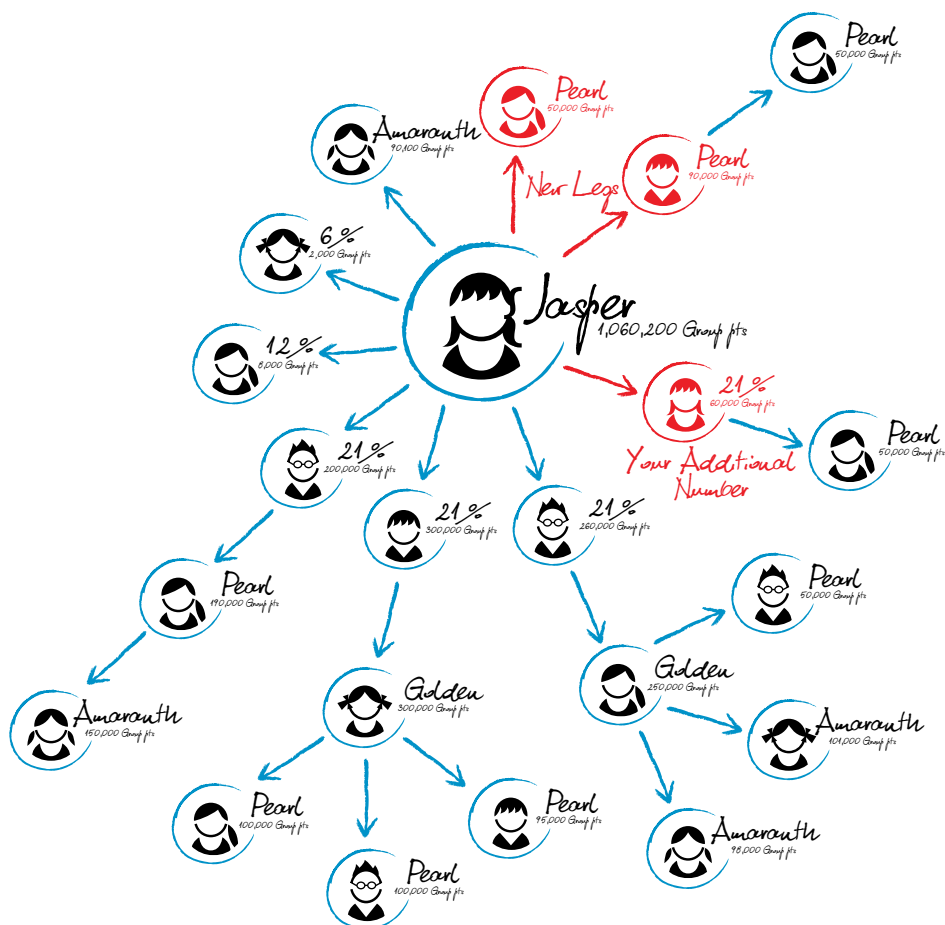 Pearl
50,000 Group pts
Pearl
50,000 Group pts
Amaranth
90,100 Group pts
Pearl
90,000 Group pts
New Legs
6%
2,000 Group pts
Jasper
1,060,200 Group pts
12%
8,000 Group pts
21%
60,000 Group pts
Your Additional
Number
Pearl
50,000 Group pts
21%
200,000 Group pts
21%
300,000 Group pts
21%
260,000 Group pts
Pearl
190,000 Group pts
Pearl
50,000 Group pts
Golden
300,000 Group pts
Golden
250,000 Group pts
Amaranth
150,000 Group pts
Amaranth
101,000 Group pts
Pearl
100,000 Group pts
Pearl
95,000 Group pts
Amaranth
98,000 Group pts
Pearl
100,000 Group pts